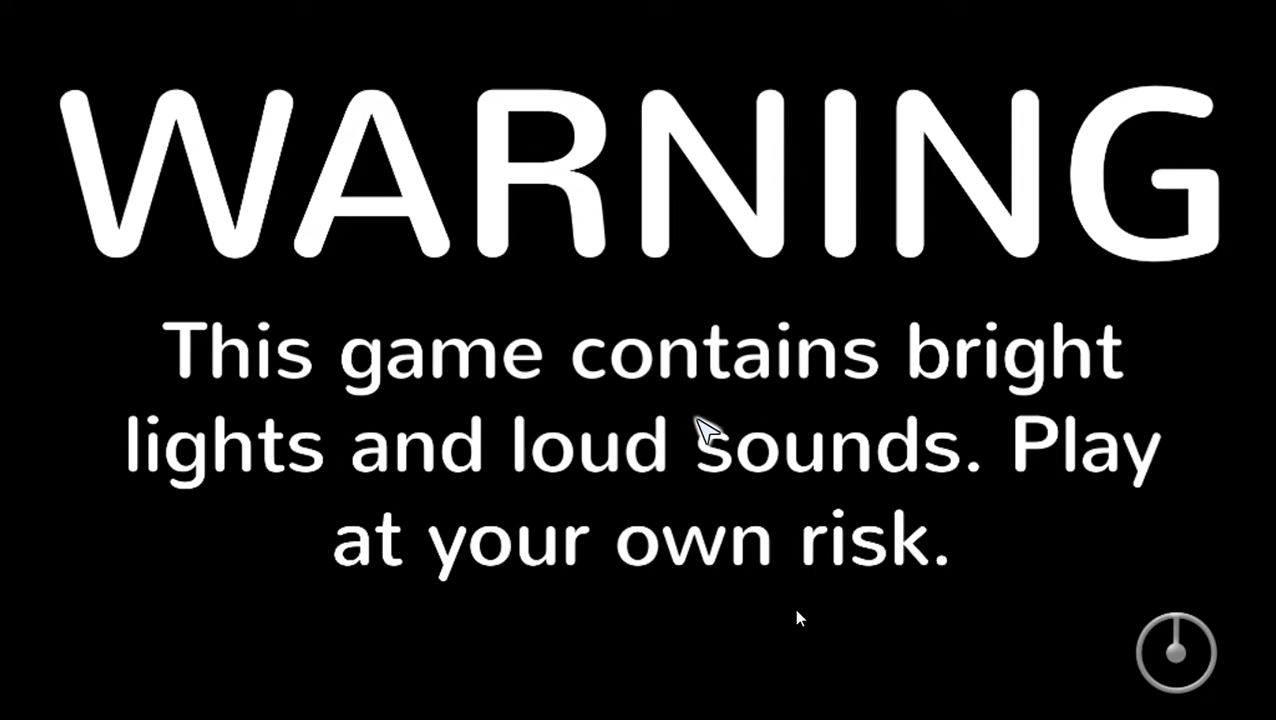 WARNING
This game contains bright
lights and loud sounds. Play
at your own risk.